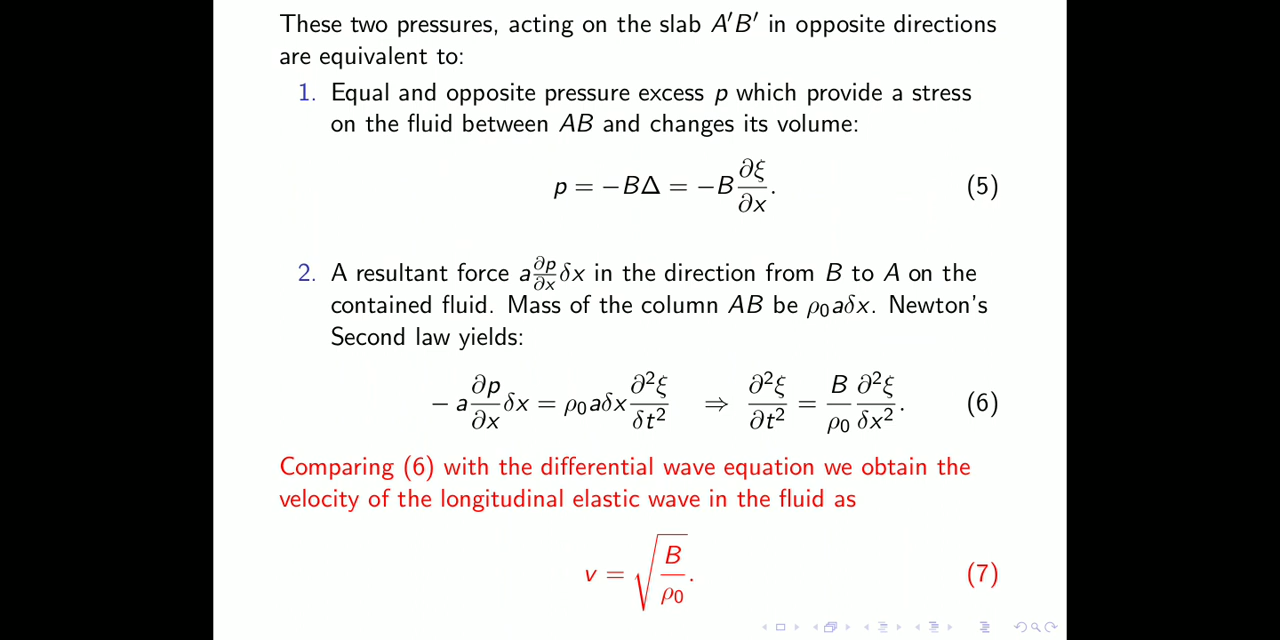 These two pressures, acting on the slab A′B′ in opposite directions
are equivalent to:
1. Equal and opposite pressure excess p which provide a stress
on the fluid between AB and changes its volume:
p = −BΔ = −B ∂ξ/∂x. (5)
2. A resultant force a ∂p/∂x δx in the direction from B to A on the
contained fluid. Mass of the column AB be ρ₀aδx. Newton's
Second law yields:
− a ∂p/∂x δx = ρ₀aδx ∂²ξ/δt² ⇒ ∂²ξ/∂t² = B/ρ₀ ∂²ξ/δx². (6)
Comparing (6) with the differential wave equation we obtain the
velocity of the longitudinal elastic wave in the fluid as
v = √(B/ρ₀). (7)